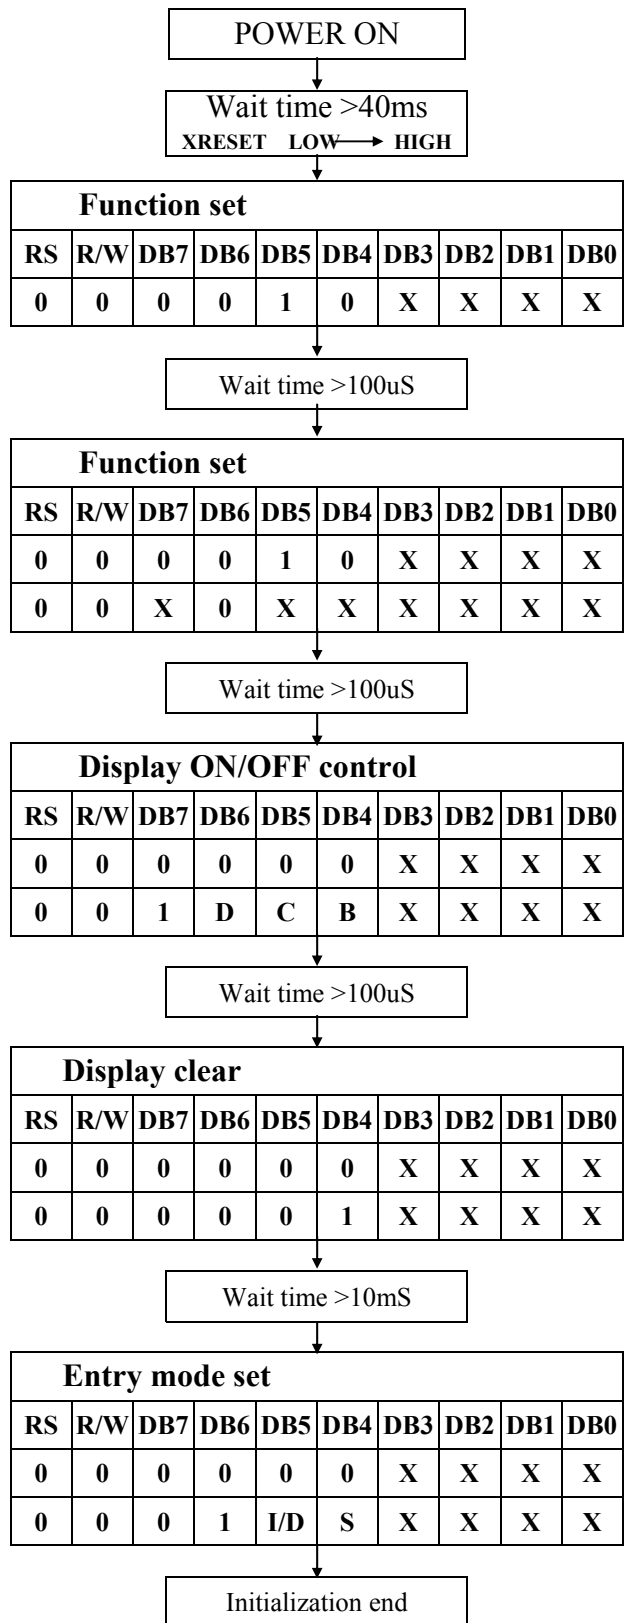 POWER ON
Wait time >40ms
XRESET LOW HIGH
Function set
RS R/W DB7 DB6 DB5 DB4 DB3 DB2 DB1 DB0
0 0 0 0 1 0 X X X X
Wait time >100uS
Function set
RS R/W DB7 DB6 DB5 DB4 DB3 DB2 DB1 DB0
0 0 0 0 1 0 X X X X
0 0 X 0 X X X X X X
Wait time >100uS
Display ON/OFF control
RS R/W DB7 DB6 DB5 DB4 DB3 DB2 DB1 DB0
0 0 0 0 0 0 X X X X
0 0 1 D C B X X X X
Wait time >100uS
Display clear
RS R/W DB7 DB6 DB5 DB4 DB3 DB2 DB1 DB0
0 0 0 0 0 0 X X X X
0 0 0 0 0 1 X X X X
Wait time >10mS
Entry mode set
RS R/W DB7 DB6 DB5 DB4 DB3 DB2 DB1 DB0
0 0 0 0 0 0 X X X X
0 0 0 1 I/D S X X X X
Initialization end